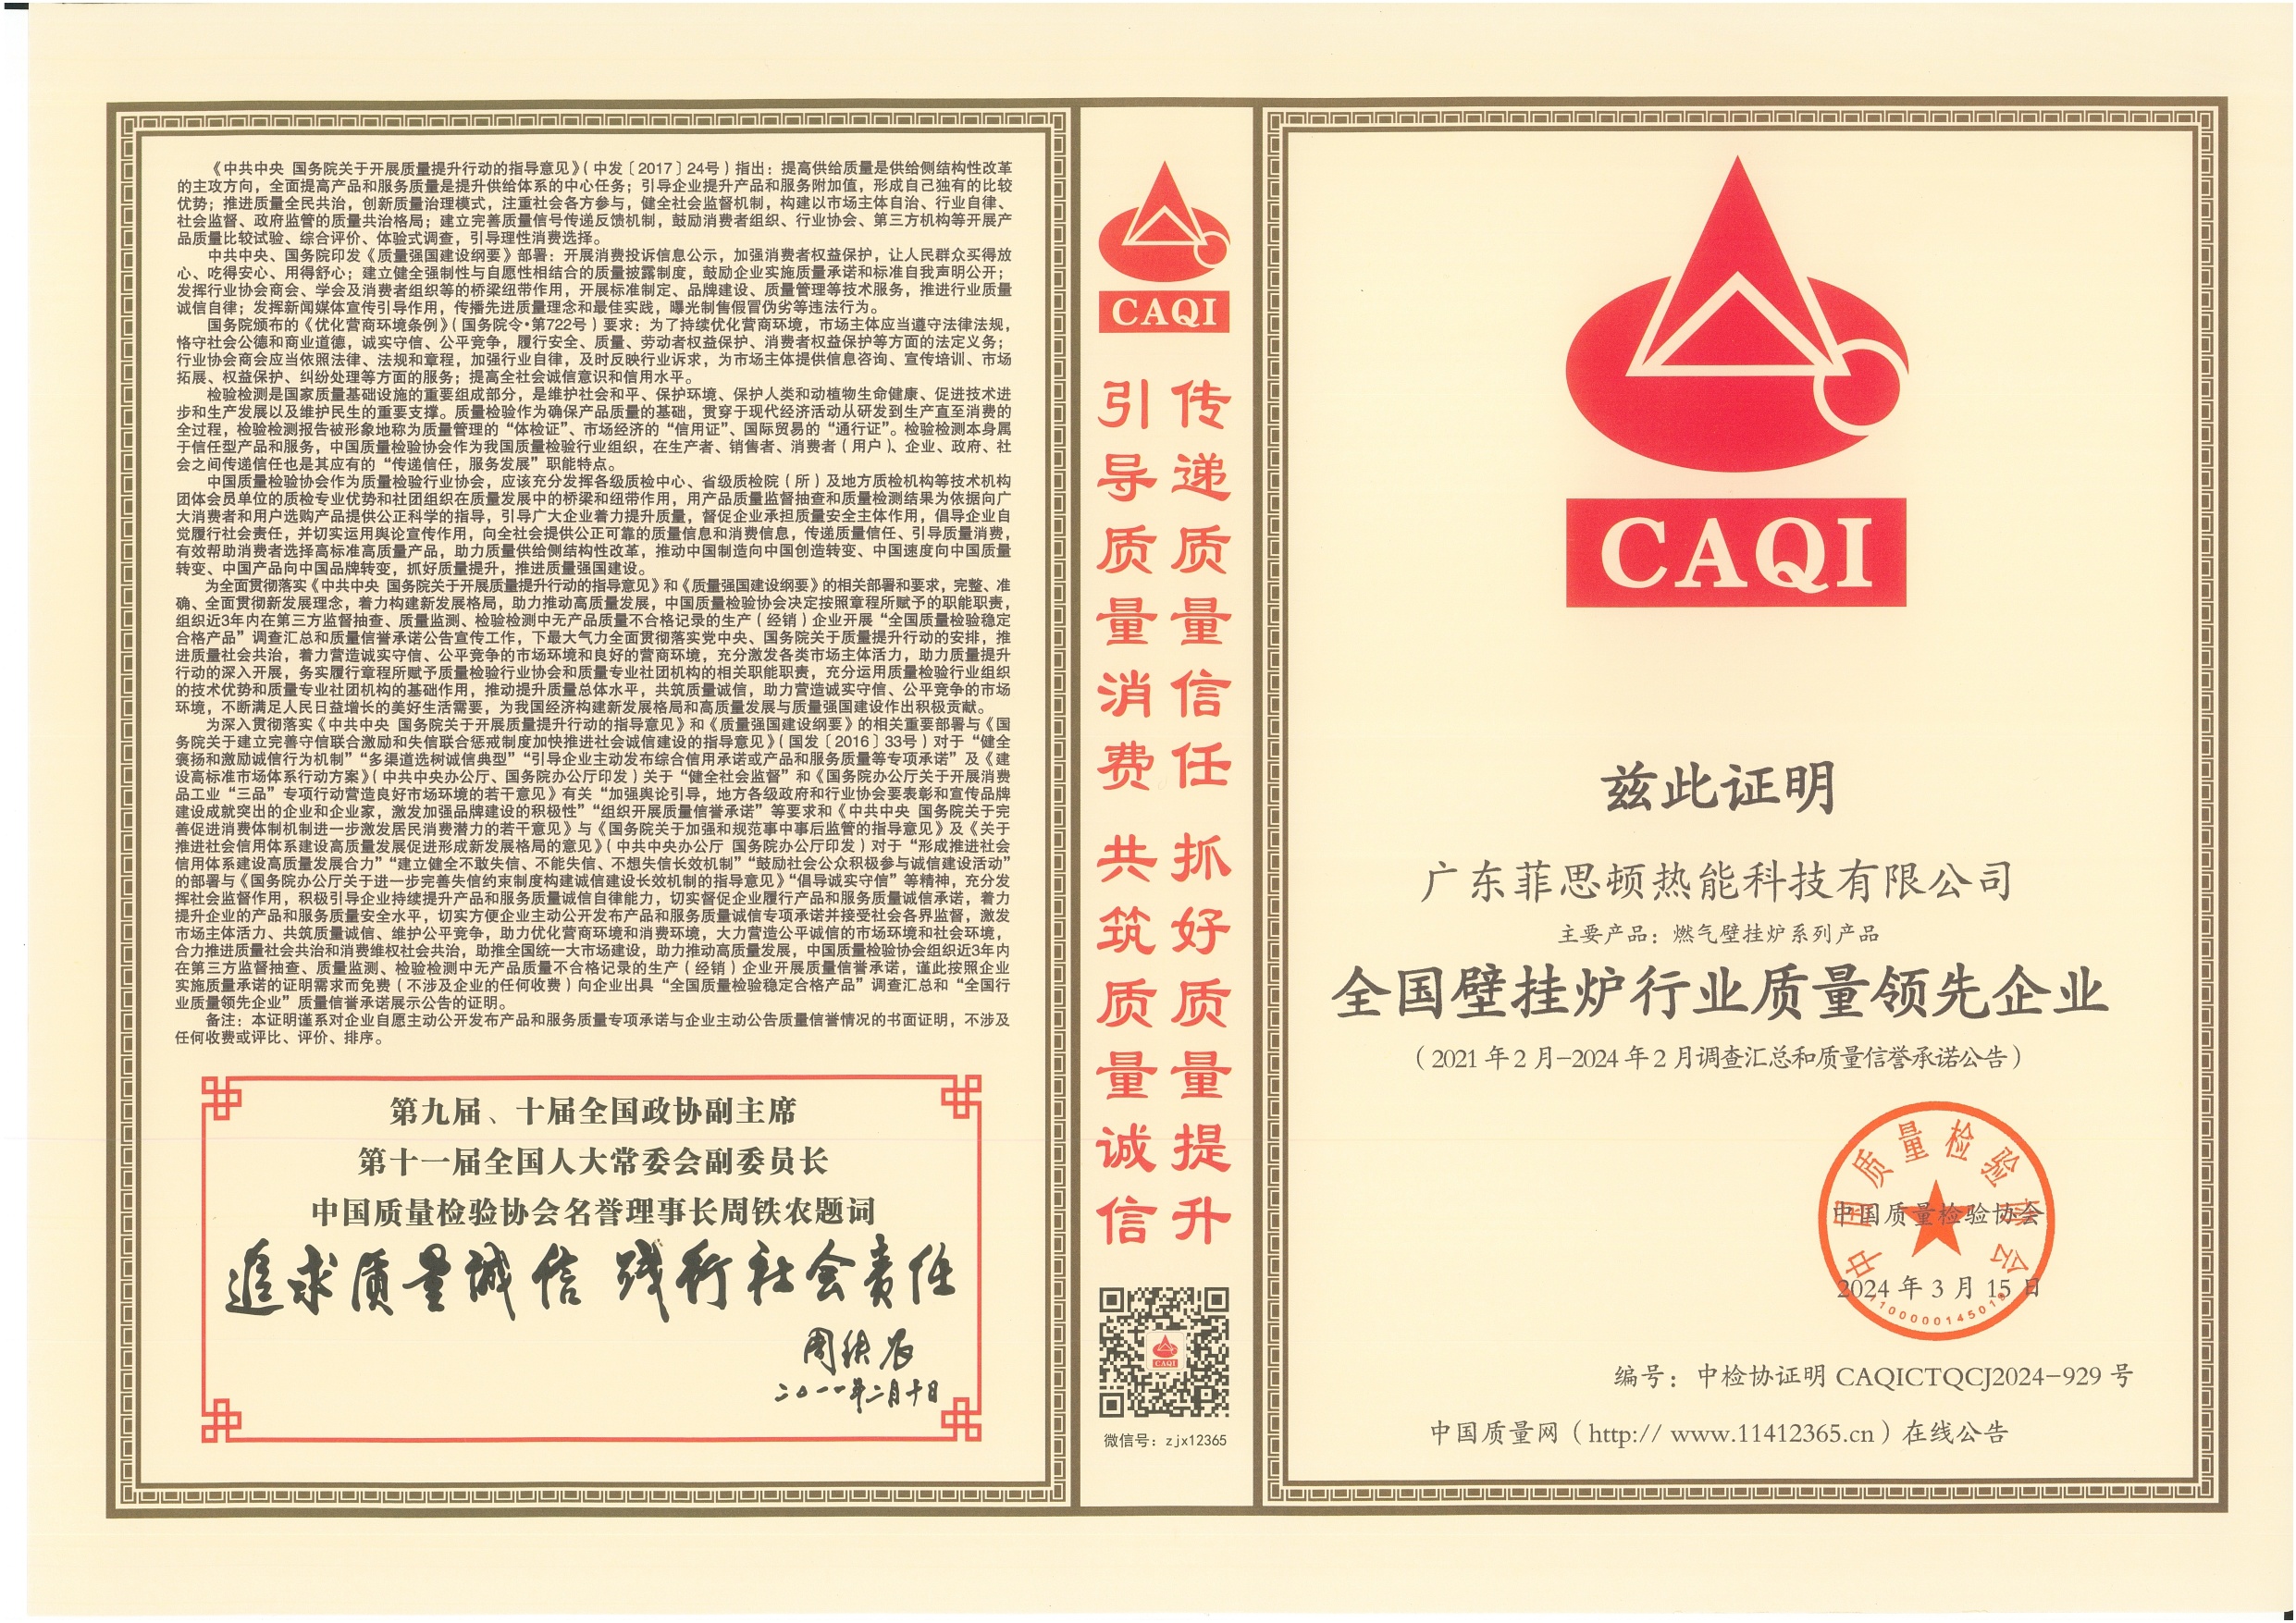 《中共中央 国务院关于开展质量提升行动的指导意见》（中发〔2017〕24号）指出：提高供给质量是供给侧结构性改革
的主攻方向，全面提高产品和服务质量是提升供给体系的中心任务；引导企业提升产品和服务附加值，形成自己独有的比较
优势；推进质量全民共治，创新质量治理模式，注重社会各方参与，健全社会监督机制，构建以市场主体自治、行业自律、
社会监督、政府监管的质量共治格局；建立完善质量信号传递反馈机制，鼓励消费者组织、行业协会、第三方机构等开展产
品质量比较试验、综合评价、体验式调查，引导理性消费选择。
中共中央、国务院印发《质量强国建设纲要》部署：开展消费投诉信息公示，加强消费者权益保护，让人民群众买得放
心、吃得安心、用得舒心；建立健全强制性与自愿性相结合的质量披露制度，鼓励企业实施质量承诺和标准自我声明公开；
发挥行业协会商会、学会及消费者组织等的桥梁纽带作用，开展标准制定、品牌建设、质量管理等技术服务，推进行业质量
诚信自律；发挥新闻媒体宣传引导作用，传播先进质量理念和最佳实践，曝光制售假冒伪劣等违法行为。
国务院颁布的《优化营商环境条例》（国务院令·第722号）要求：为了持续优化营商环境，市场主体应当遵守法律法规，
恪守社会公德和商业道德，诚实守信、公平竞争，履行安全、质量、劳动者权益保护、消费者权益保护等方面的法定义务；
行业协会商会应当依照法律、法规和章程，加强行业自律，及时反映行业诉求，为市场主体提供信息咨询、宣传培训、市场
拓展、权益保护、纠纷处理等方面的服务；提高全社会诚信意识和信用水平。
检验检测是国家质量基础设施的重要组成部分，是维护社会和平、保护环境、保护人类和动植物生命健康、促进技术进
步和生产发展以及维护民生的重要支撑。质量检验作为确保产品质量的基础，贯穿于现代经济活动从研发到生产直至消费的
全过程，检验检测报告被形象地称为质量管理的“体检证”、市场经济的“信用证”、国际贸易的“通行证”。检验检测本身属
于信任型产品和服务，中国质量检验协会作为我国质量检验行业组织，在生产者、销售者、消费者（用户）、企业、政府、社
会之间传递信任也是其应有的“传递信任，服务发展”职能特点。
中国质量检验协会作为质量检验行业协会，应该充分发挥各级质检中心、省级质检院（所）及地方质检机构等技术机构
团体会员单位的质检专业优势和社团组织在质量发展中的桥梁和纽带作用，用产品质量监督抽查和质量检测结果为依据向广
大消费者和用户选购产品提供公正科学的指导，引导广大企业着力提升质量，督促企业承担质量安全主体作用，倡导企业自
觉履行社会责任，并切实运用舆论宣传作用，向全社会提供公正可靠的质量信息和消费信息，传递质量信任、引导质量消费，
有效帮助消费者选择高标准高质量产品，助力质量供给侧结构性改革，推动中国制造向中国创造转变、中国速度向中国质量
转变、中国产品向中国品牌转变，抓好质量提升，推进质量强国建设。
为全面贯彻落实《中共中央 国务院关于开展质量提升行动的指导意见》和《质量强国建设纲要》的相关部署和要求，完整、准
确、全面贯彻新发展理念，着力构建新发展格局，助力推动高质量发展，中国质量检验协会决定按照章程所赋予的职能职责，
组织近3年内在第三方监督抽查、质量监测、检验检测中无产品质量不合格记录的生产（经销）企业开展“全国质量检验稳定
合格产品”调查汇总和质量信誉承诺公告宣传工作，下最大气力全面贯彻落实党中央、国务院关于质量提升行动的安排，推
进质量社会共治，着力营造诚实守信、公平竞争的市场环境和良好的营商环境，充分激发各类市场主体活力，助力质量提升
行动的深入开展，务实履行章程所赋予质量检验行业协会和质量专业社团机构的相关职能职责，充分运用质量检验行业组织
的技术优势和质量专业社团机构的基础作用，推动提升质量总体水平，共筑质量诚信，助力营造诚实守信、公平竞争的市场
环境，不断满足人民日益增长的美好生活需要，为我国经济构建新发展格局和高质量发展与质量强国建设作出积极贡献。
为深入贯彻落实《中共中央 国务院关于开展质量提升行动的指导意见》和《质量强国建设纲要》的相关重要部署与《国
务院关于建立完善守信联合激励和失信联合惩戒制度加快推进社会诚信建设的指导意见》（国发〔2016〕33号）对于“健全
褒扬和激励诚信行为机制”“多渠道选树诚信典型”“引导企业主动发布综合信用承诺或产品和服务质量等专项承诺”及《建
设高标准市场体系行动方案》（中共中央办公厅、国务院办公厅印发）关于“健全社会监督”和《国务院办公厅关于开展消费
品工业“三品”专项行动营造良好市场环境的若干意见》有关“加强舆论引导，地方各级政府和行业协会要表彰和宣传品牌
建设成就突出的企业和企业家，激发加强品牌建设的积极性”“组织开展质量信誉承诺”等要求和《中共中央 国务院关于完
善促进消费体制机制进一步激发居民消费潜力的若干意见》与《国务院关于加强和规范事中事后监管的指导意见》及《关于
推进社会信用体系建设高质量发展促进形成新发展格局的意见》（中共中央办公厅 国务院办公厅印发）对于“形成推进社会
信用体系建设高质量发展合力”“建立健全不敢失信、不能失信、不想失信长效机制”“鼓励社会公众积极参与诚信建设活动”
的部署与《国务院办公厅关于进一步完善失信约束制度构建诚信建设长效机制的指导意见》“倡导诚实守信”等精神，充分发
挥社会监督作用，积极引导企业持续提升产品和服务质量诚信自律能力，切实督促企业履行产品和服务质量诚信承诺，着力
提升企业的产品和服务质量安全水平，切实方便企业主动公开发布产品和服务质量诚信专项承诺并接受社会各界监督，激发
市场主体活力、共筑质量诚信、维护公平竞争，助力优化营商环境和消费环境，大力营造公平诚信的市场环境和社会环境，
合力推进质量社会共治和消费维权社会共治，助推全国统一大市场建设，助力推动高质量发展，中国质量检验协会组织近3年内
在第三方监督抽查、质量监测、检验检测中无产品质量不合格记录的生产（经销）企业开展质量信誉承诺，谨此按照企业
实施质量承诺的证明需求而免费（不涉及企业的任何收费）向企业出具“全国质量检验稳定合格产品”调查汇总和“全国行
业质量领先企业”质量信誉承诺展示公告的证明。
备注：本证明谨系对企业自愿主动公开发布产品和服务质量专项承诺与企业主动公告质量信誉情况的书面证明，不涉及
任何收费或评比、评价、排序。
第九届、十届全国政协副主席
第十一届全国人大常委会副委员长
中国质量检验协会名誉理事长周铁农题词
追求质量诚信 践行社会责任
周铁农
二〇一一年二月十日
CAQI
传递质量信任 抓好质量提升
引导质量消费 共筑质量诚信
CAQI
微信号：zjx12365
CAQI
兹此证明
广东菲思顿热能科技有限公司
主要产品：燃气壁挂炉系列产品
全国壁挂炉行业质量领先企业
（2021年2月-2024年2月调查汇总和质量信誉承诺公告）
中国质量检验协会
中国质量检验协会
2024年3月15日
编号：中检协证明 CAQICTQCJ2024-929 号
中国质量网（http:// www.11412365.cn）在线公告